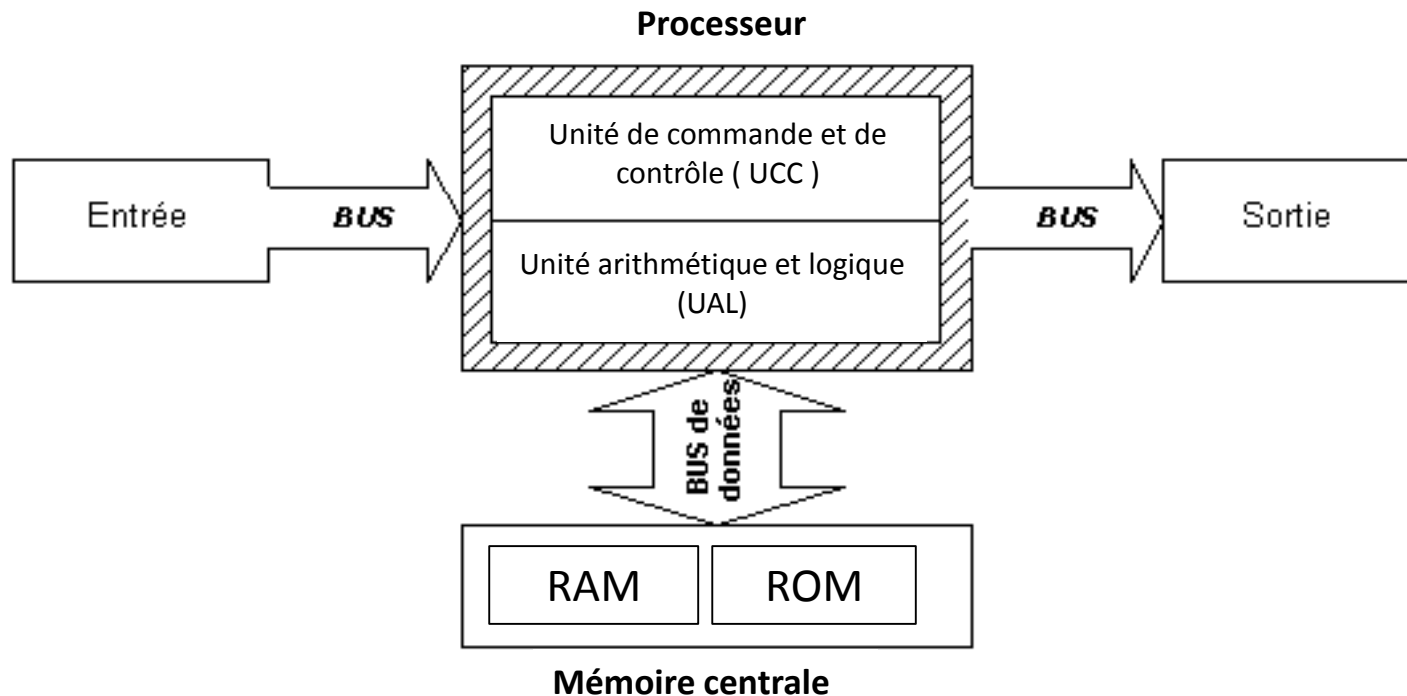 Processeur
Unité de commande et de
contrôle ( UCC )
Entrée
BUS
BUS
Sortie
Unité arithmétique et logique
(UAL)
BUS de
données
RAM
ROM
Mémoire centrale